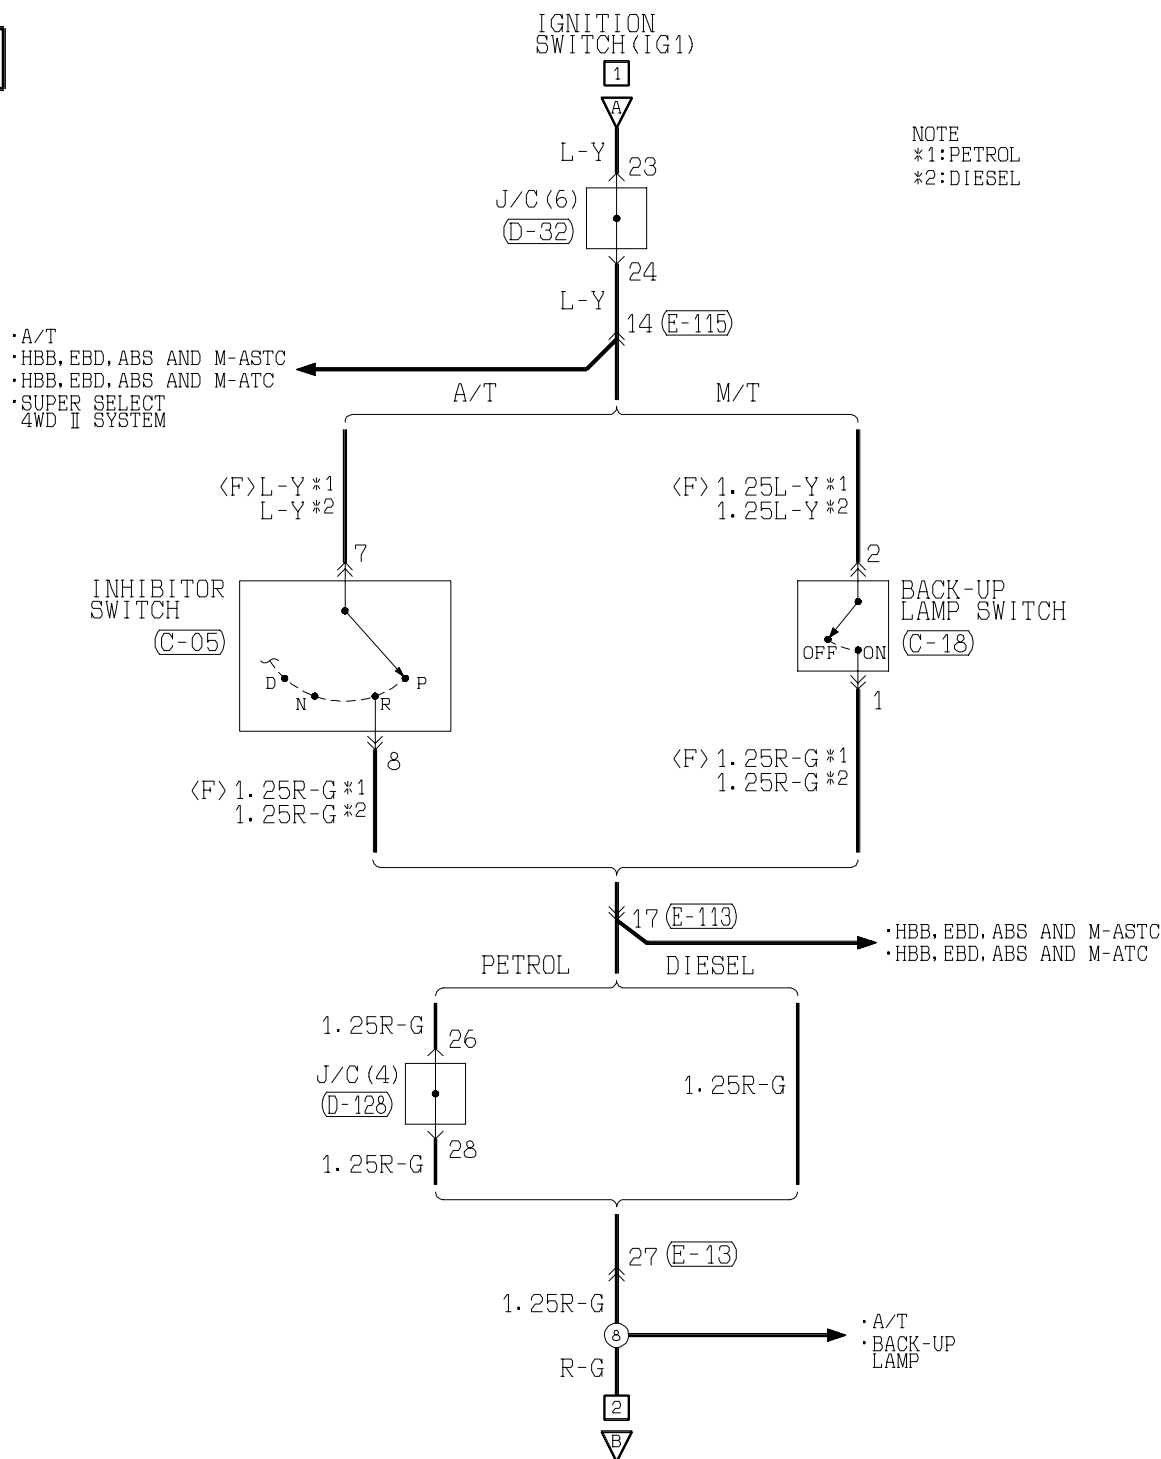 IGNITION
SWITCH(IG1)
1
A
L-Y
23
NOTE
*1:PETROL
*2:DIESEL
J/C(6)
D-32
24
L-Y
14 E-115
·A/T
·HBB,EBD,ABS AND M-ASTC
·HBB,EBD,ABS AND M-ATC
·SUPER SELECT
4WD Ⅱ SYSTEM
A/T
M/T
<F>L-Y*1
L-Y*2
<F>1.25L-Y*1
1.25L-Y*2
7
2
INHIBITOR
SWITCH
C-05
D
N
R
P
BACK-UP
LAMP SWITCH
C-18
OFF
ON
8
1
<F>1.25R-G*1
1.25R-G*2
<F>1.25R-G*1
1.25R-G*2
17 E-113
·HBB,EBD,ABS AND M-ASTC
·HBB,EBD,ABS AND M-ATC
PETROL
DIESEL
1.25R-G
26
J/C(4)
D-128
1.25R-G
28
1.25R-G
27 E-13
1.25R-G
8
·A/T
·BACK-UP
LAMP
R-G
2
B